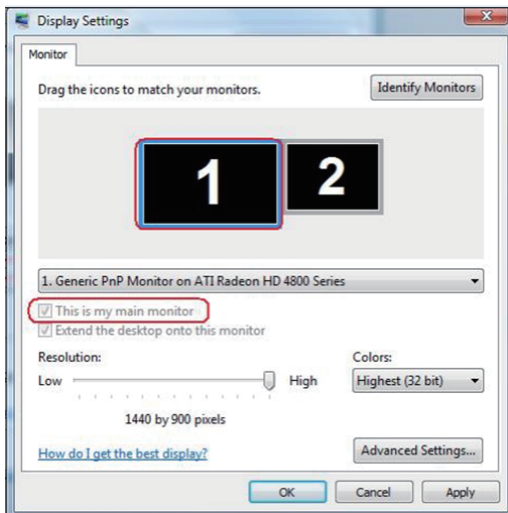 Display Settings
Monitor
Drag the icons to match your monitors.
Identify Monitors
1 2
1. Generic PnP Monitor on ATI Radeon HD 4800 Series
This is my main monitor
Extend the desktop onto this monitor
Resolution: Colors:
Low High Highest (32 bit)
1440 by 900 pixels
How do I get the best display? Advanced Settings...
OK Cancel Apply